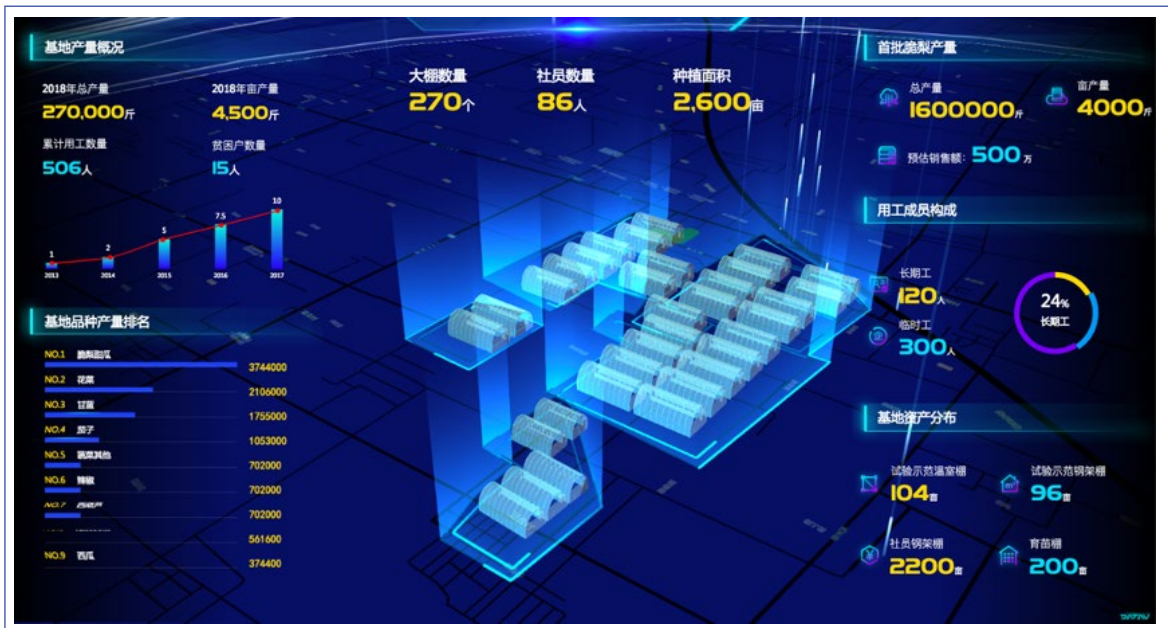 基地产量概况
2018年总产量
270,000斤
2018年亩产量
4,500斤
累计用工数量
506人
贫困户数量
15人
1
2
5
7.5
10
2013
2014
2015
2016
2017
基地品种产量排名
NO.1 脆梨甜瓜
3744000
NO.2 花菜
2106000
NO.3 甘蓝
1755000
NO.4 茄子
1053000
NO.5 蔬菜其他
702000
NO.6 辣椒
702000
NO.7
702000
561600
NO.9 西瓜
374400
大棚数量
270个
社员数量
86人
种植面积
2,600亩
首批脆梨产量
总产量
1600000斤
亩产量
4000斤
预估销售额：500万
用工成员构成
长期工
120人
临时工
300人
24%
长期工
基地资产分布
试验示范温室棚
104亩
试验示范钢架棚
96亩
社员钢架棚
2200亩
育苗棚
200亩